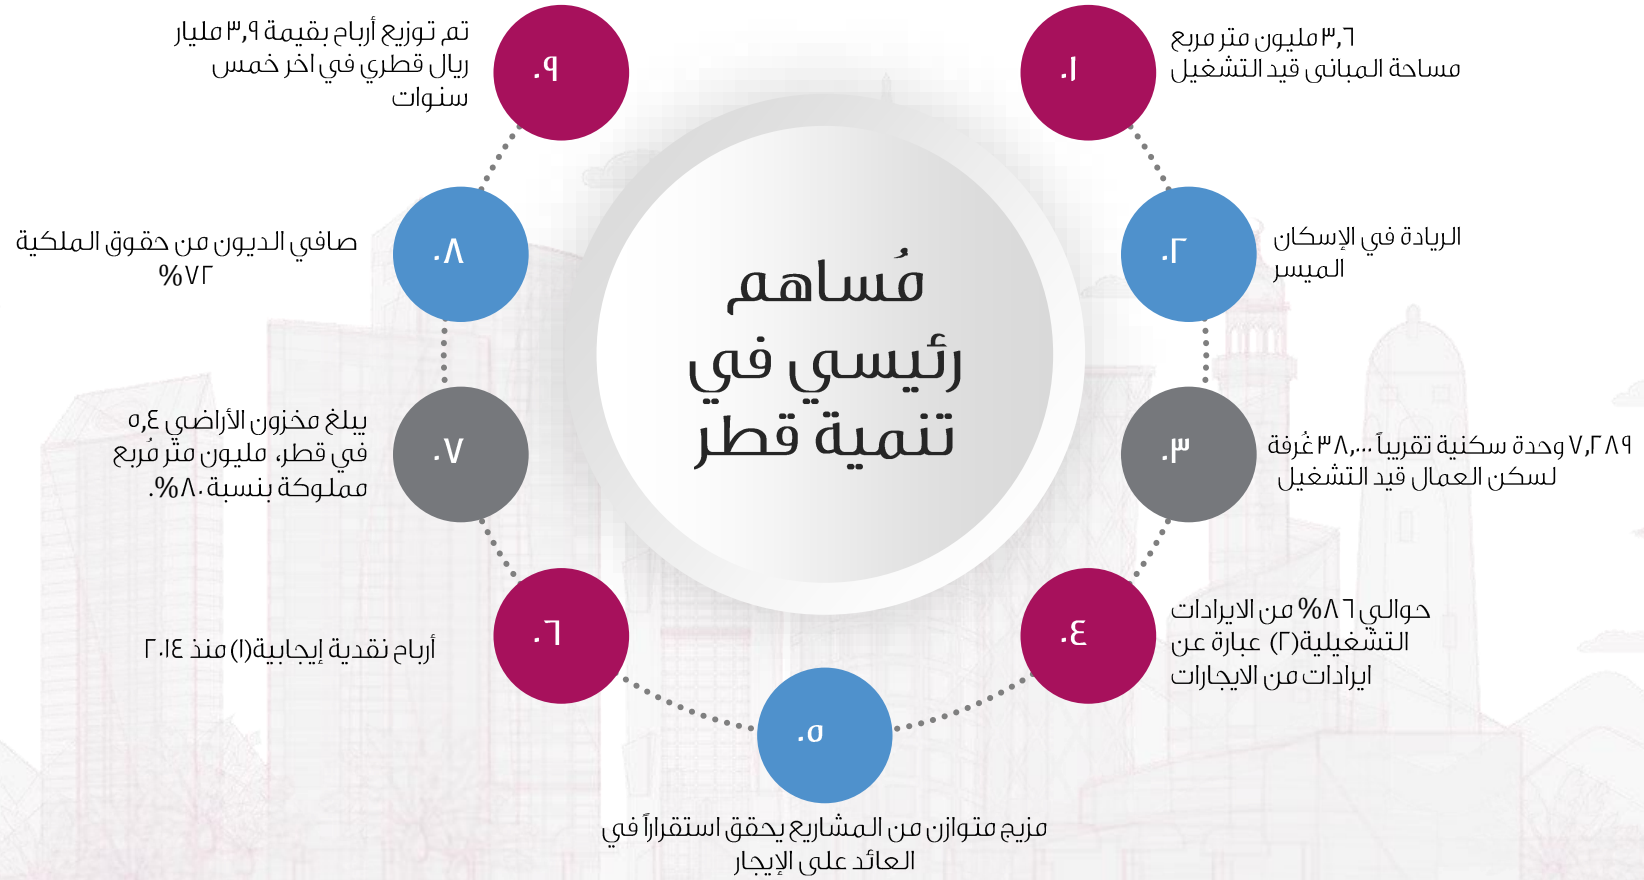 مُساهم
رئيسي في
تنمية قطر
.١
٣,٦ مليون متر مربع
مساحة المباني قيد التشغيل
.٢
الريادة في الإسكان
الميسر
.٣
٧,٢٨٩ وحدة سكنية تقريباً ٣٨,٠٠٠ غُرفة
لسكن العمال قيد التشغيل
.٤
حوالي ٨٦% من الايرادات
التشغيلية(٢) عبارة عن
ايرادات من الايجارات
.٥
مزيج متوازن من المشاريع يحقق استقراراً في
العائد على الإيجار
.٦
أرباح نقدية إيجابية(١) منذ ٢٠١٤
.٧
يبلغ مخزون الأراضي ٥,٤
في قطر، مليون متر مُربع
مملوكة بنسبة ٨٠%.
.٨
صافي الديون من حقوق الملكية
٧٢%
.٩
تم توزيع أرباح بقيمة ٣,٩ مليار
ريال قطري في اخر خمس
سنوات